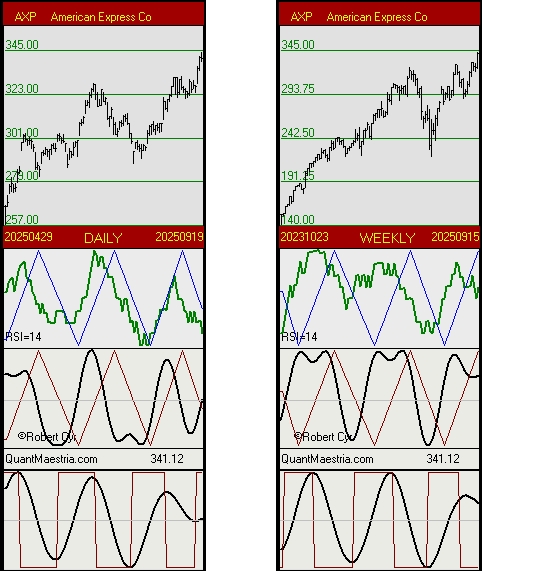 AXP American Express Co
345.00
323.00
301.00
279.00
257.00
20250429 DAILY 20250919
RSI=14
©Robert Cyr
QuantMaestria.com 341.12
AXP American Express Co
345.00
293.75
242.50
191.25
140.00
20231023 WEEKLY 20250915
RSI=14
©Robert Cyr
QuantMaestria.com 341.12